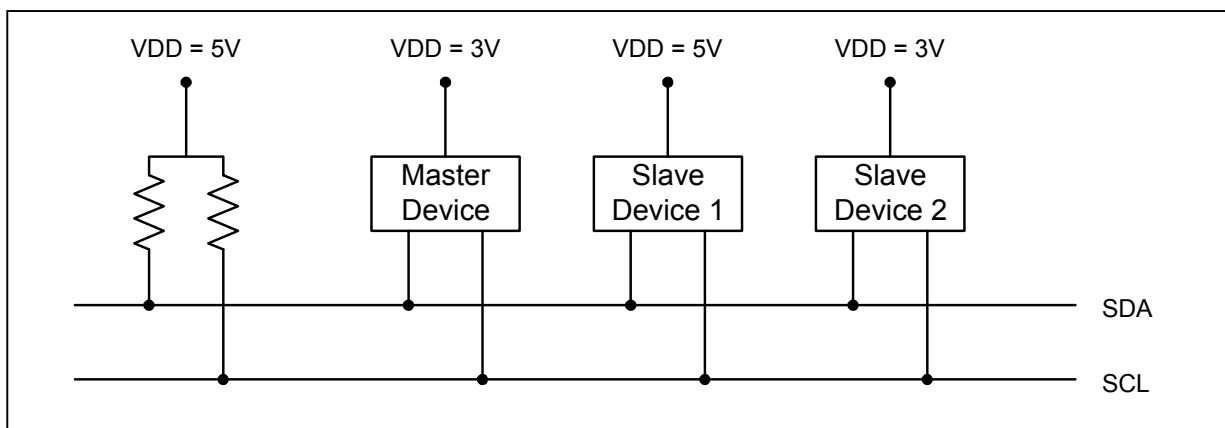 VDD = 5V
VDD = 3V
VDD = 5V
VDD = 3V
Master
Device
Slave
Device 1
Slave
Device 2
SDA
SCL